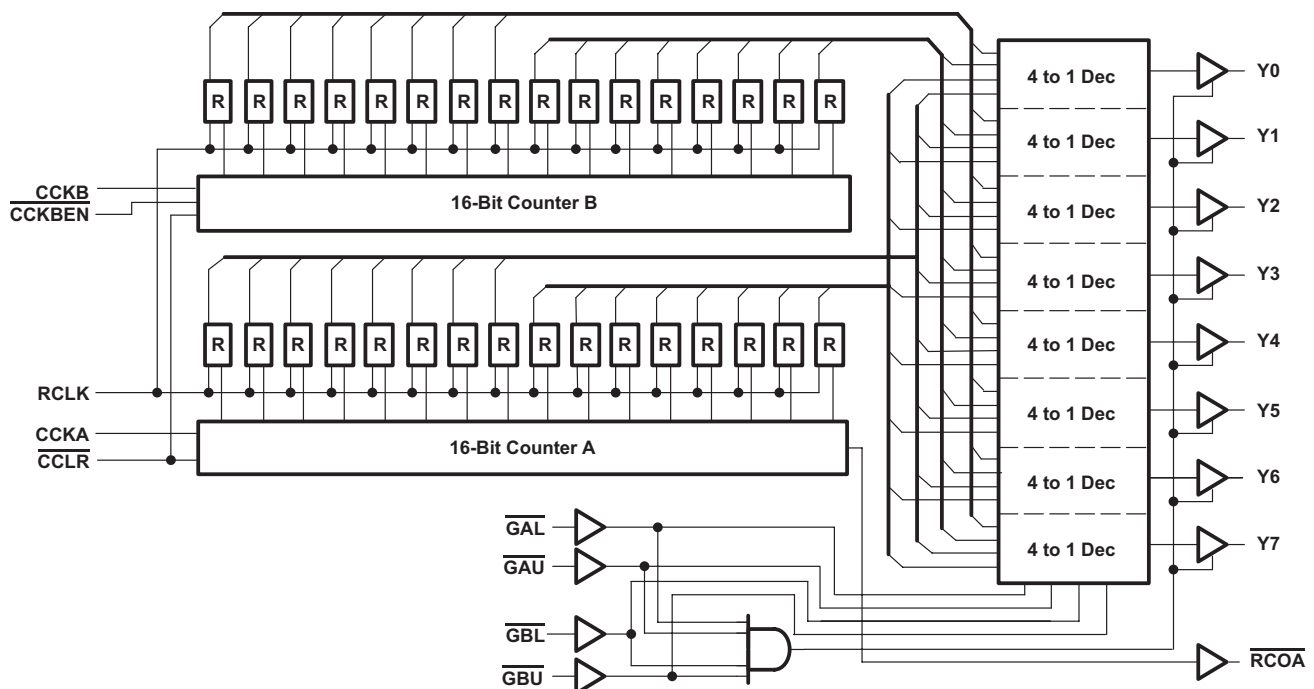 4 to 1 Dec
Y0
R R R R R R R R R R R R R R R R
4 to 1 Dec
Y1
CCKB
CCKBEN
16-Bit Counter B
4 to 1 Dec
Y2
4 to 1 Dec
Y3
R R R R R R R R R R R R R R R R
4 to 1 Dec
Y4
RCLK
4 to 1 Dec
Y5
CCKA
CCLR
16-Bit Counter A
4 to 1 Dec
Y6
GAL
4 to 1 Dec
Y7
GAU
GBL
GBU
RCOA